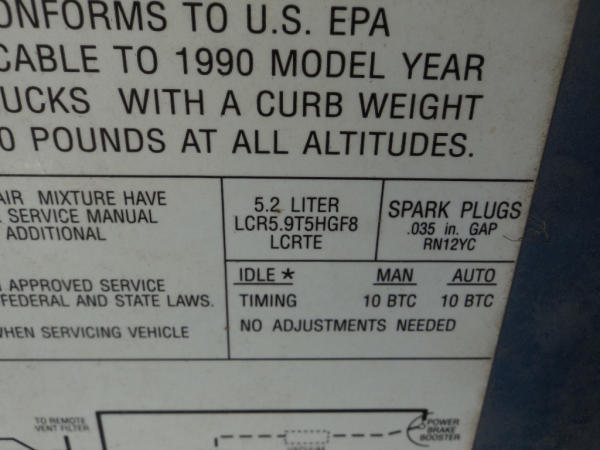 ONFORMS TO U.S. EPA
CABLE TO 1990 MODEL YEAR
UCKS WITH A CURB WEIGHT
0 POUNDS AT ALL ALTITUDES.
AIR MIXTURE HAVE
SERVICE MANUAL
ADDITIONAL
APPROVED SERVICE
FEDERAL AND STATE LAWS.
WHEN SERVICING VEHICLE
5.2 LITER
LCR5.9T5HGF8
LCRTE
SPARK PLUGS
.035 in. GAP
RN12YC
IDLE * MAN AUTO
TIMING 10 BTC 10 BTC
NO ADJUSTMENTS NEEDED
TO REMOTE
VENT FILTER
POWER
BRAKE
BOOSTER
VACUUM